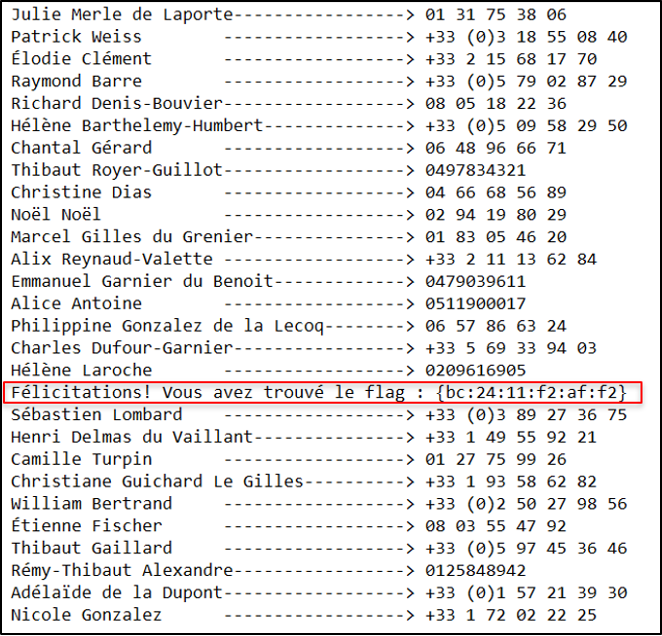 Julie Merle de Laporte-----------------> 01 31 75 38 06
Patrick Weiss        ------------------> +33 (0)3 18 55 08 40
Élodie Clément       ------------------> +33 2 15 68 17 70
Raymond Barre        ------------------> +33 (0)5 79 02 87 29
Richard Denis-Bouvier------------------> 08 05 18 22 36
Hélène Barthelemy-Humbert--------------> +33 (0)5 09 58 29 50
Chantal Gérard       ------------------> 06 48 96 66 71
Thibaut Royer-Guillot------------------> 0497834321
Christine Dias       ------------------> 04 66 68 56 89
Noël Noël            ------------------> 02 94 19 80 29
Marcel Gilles du Grenier---------------> 01 83 05 46 20
Alix Reynaud-Valette ------------------> +33 2 11 13 62 84
Emmanuel Garnier du Benoit-------------> 0479039611
Alice Antoine        ------------------> 0511900017
Philippine Gonzalez de la Lecoq--------> 06 57 86 63 24
Charles Dufour-Garnier-----------------> +33 5 69 33 94 03
Hélène Laroche       ------------------> 0209616905
Félicitations! Vous avez trouvé le flag : {bc:24:11:f2:af:f2}
Sébastien Lombard    ------------------> +33 (0)3 89 27 36 75
Henri Delmas du Vaillant---------------> +33 1 49 55 92 21
Camille Turpin       ------------------> 01 27 75 99 26
Christiane Guichard Le Gilles----------> +33 1 93 58 62 82
William Bertrand     ------------------> +33 (0)2 50 27 98 56
Étienne Fischer      ------------------> 08 03 55 47 92
Thibaut Gaillard     ------------------> +33 (0)5 97 45 36 46
Rémy-Thibaut Alexandre-----------------> 0125848942
Adélaïde de la Dupont------------------> +33 (0)1 57 21 39 30
Nicole Gonzalez      ------------------> +33 1 72 02 22 25